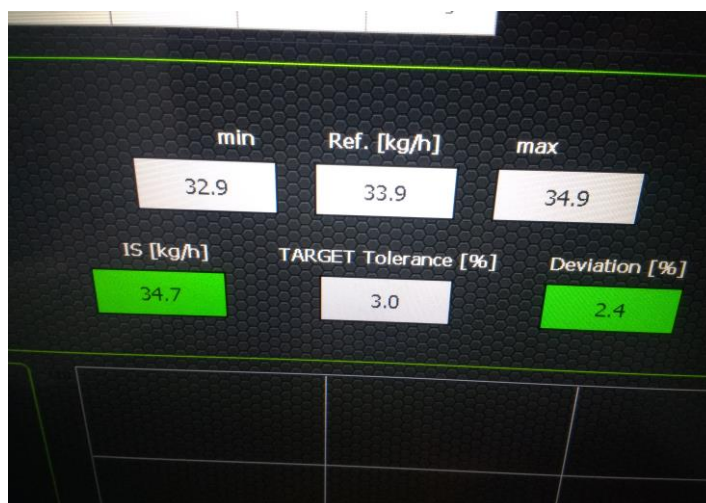 min Ref. [kg/h] max
32.9 33.9 34.9
IS [kg/h] TARGET Tolerance [%] Deviation [%]
34.7 3.0 2.4